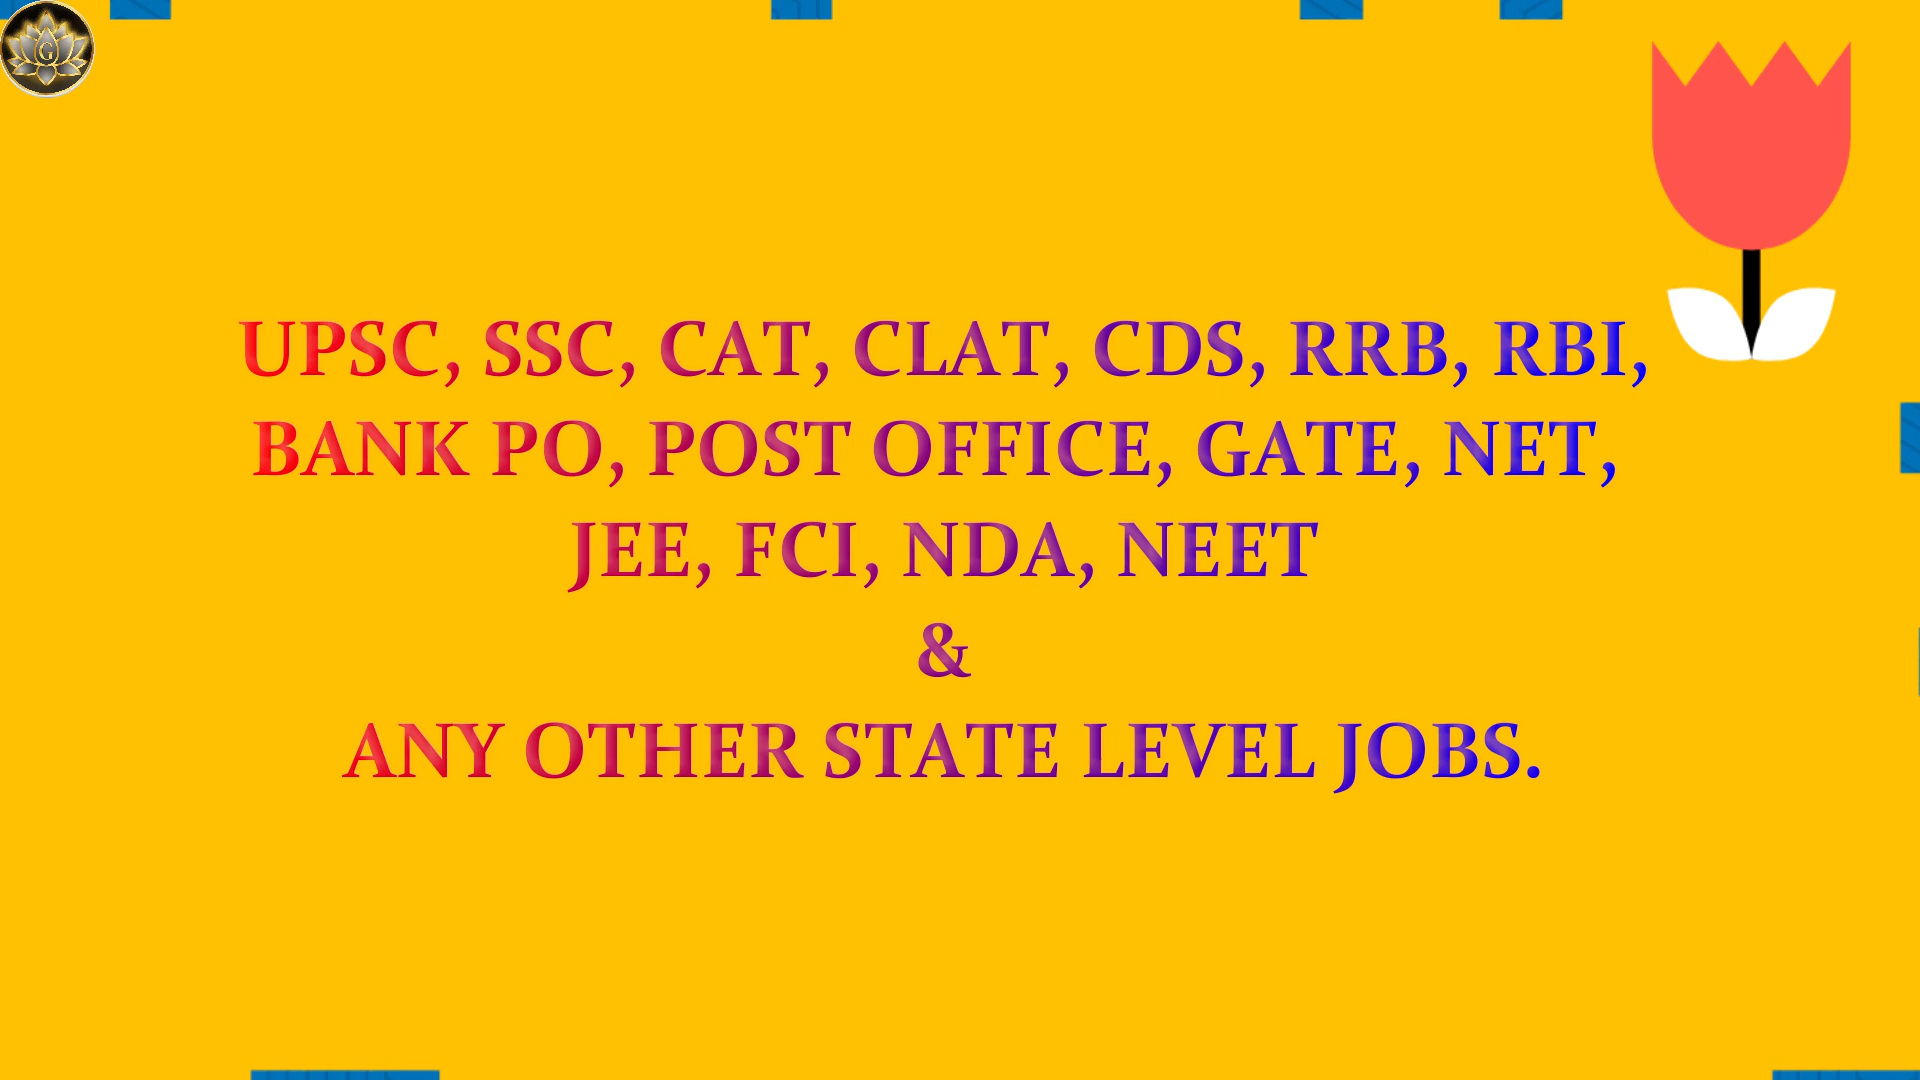 G
UPSC, SSC, CAT, CLAT, CDS, RRB, RBI,
BANK PO, POST OFFICE, GATE, NET,
JEE, FCI, NDA, NEET
&
ANY OTHER STATE LEVEL JOBS.